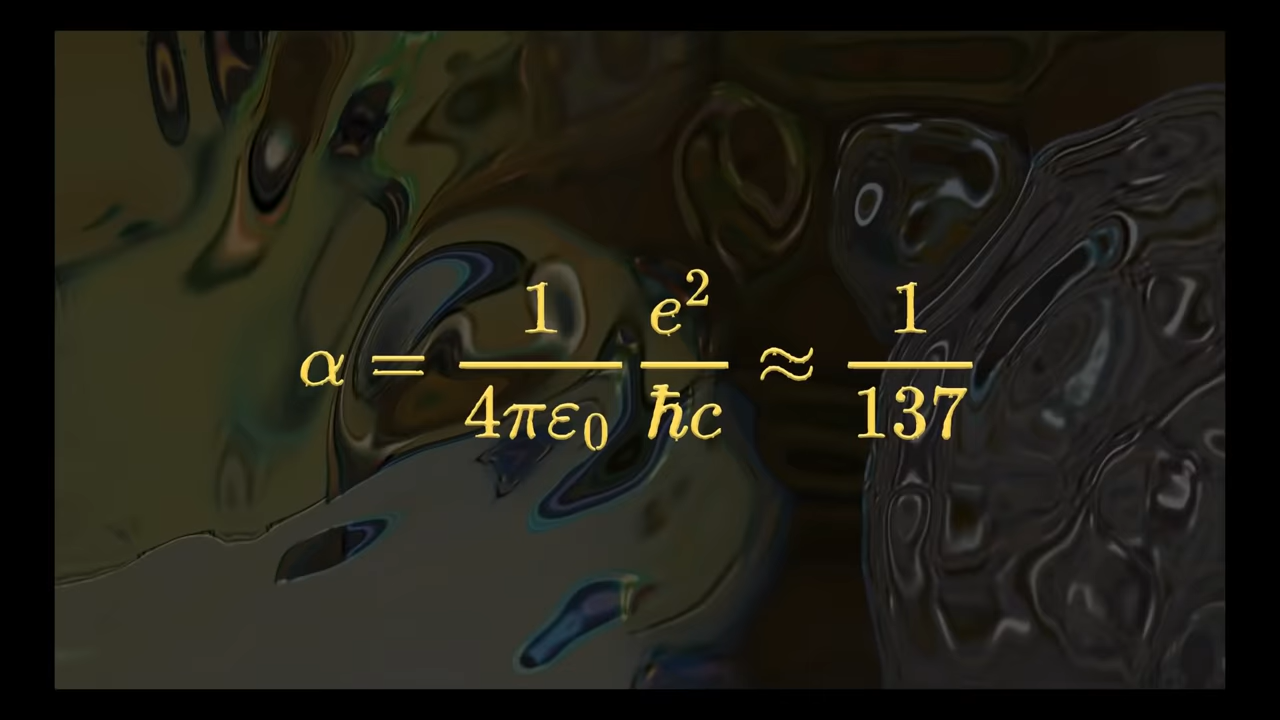 α = 1/4πε₀ e²/ħc ≈ 1/137